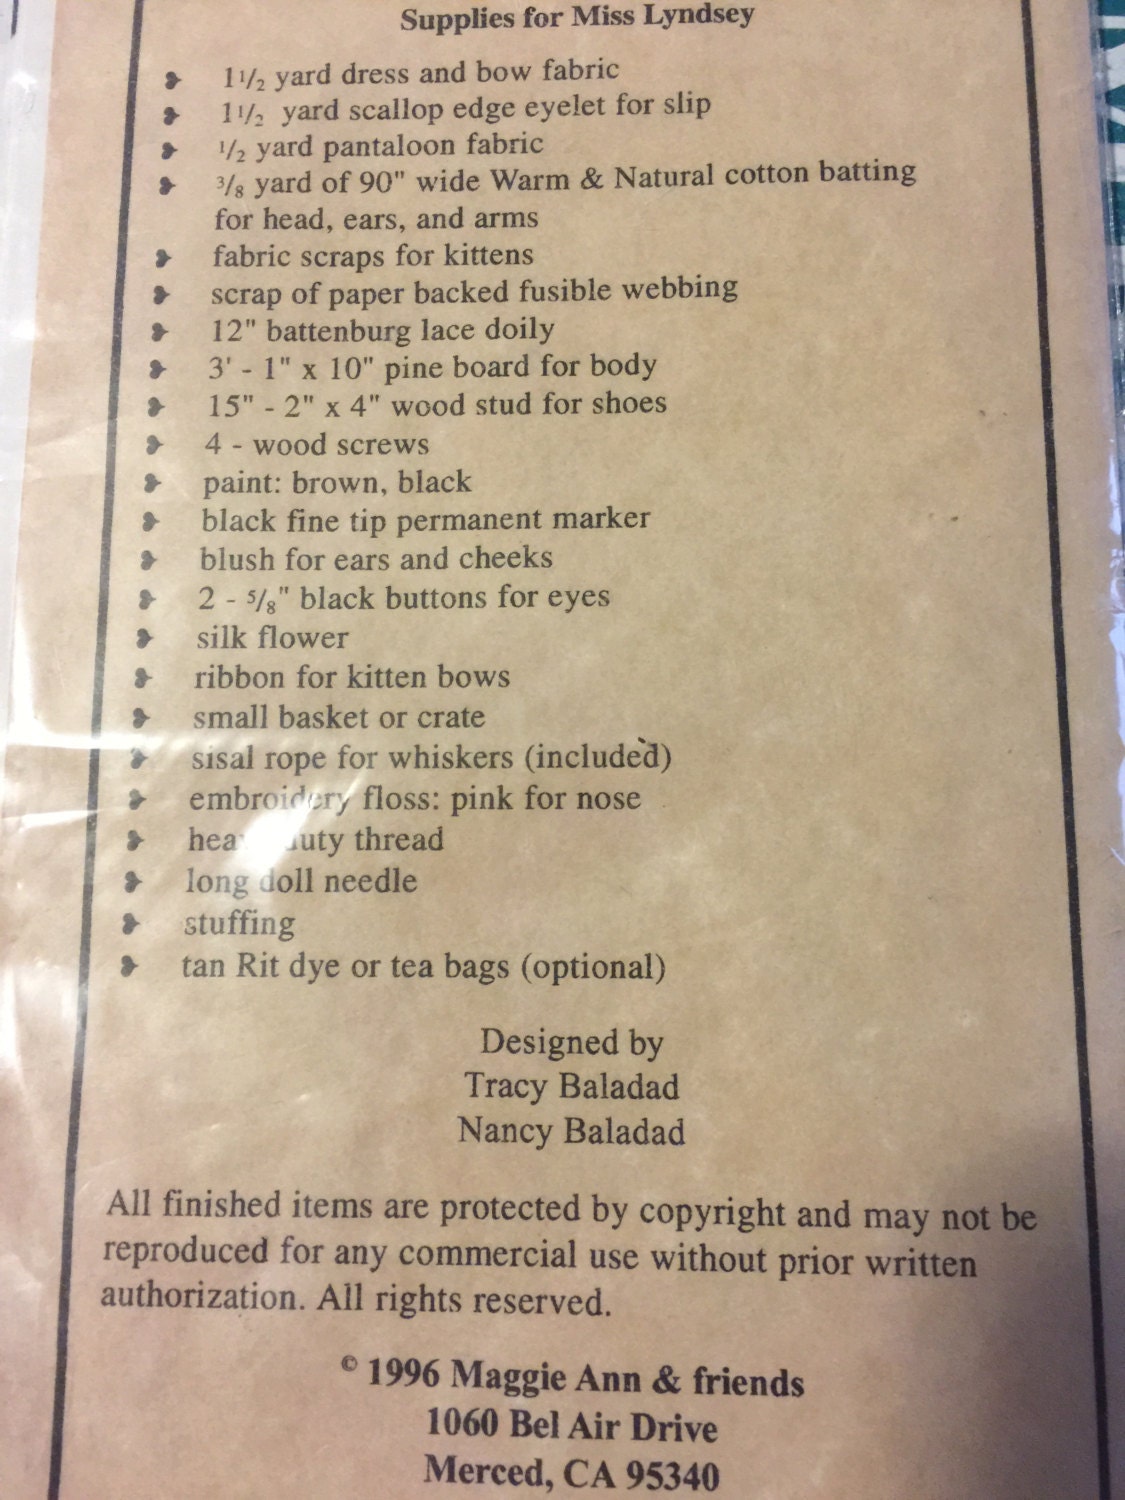 Supplies for Miss Lyndsey
❥ 1 1/2 yard dress and bow fabric
❥ 1 1/2 yard scallop edge eyelet for slip
❥ 1/2 yard pantaloon fabric
❥ 3/8 yard of 90" wide Warm & Natural cotton batting
for head, ears, and arms
❥ fabric scraps for kittens
❥ scrap of paper backed fusible webbing
❥ 12" battenburg lace doily
❥ 3' - 1" x 10" pine board for body
❥ 15" - 2" x 4" wood stud for shoes
❥ 4 - wood screws
❥ paint: brown, black
❥ black fine tip permanent marker
❥ blush for ears and cheeks
❥ 2 - 5/8" black buttons for eyes
❥ silk flower
❥ ribbon for kitten bows
❥ small basket or crate
❥ sisal rope for whiskers (included)
❥ embroidery floss: pink for nose
❥ heavy duty thread
❥ long doll needle
❥ stuffing
❥ tan Rit dye or tea bags (optional)
Designed by
Tracy Baladad
Nancy Baladad
All finished items are protected by copyright and may not be
reproduced for any commercial use without prior written
authorization. All rights reserved.
© 1996 Maggie Ann & friends
1060 Bel Air Drive
Merced, CA 95340